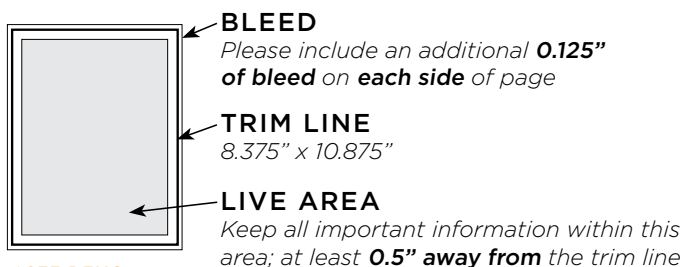 BLEED
Please include an additional 0.125”
of bleed on each side of page
TRIM LINE
8.375” x 10.875”
LIVE AREA
Keep all important information within this
area; at least 0.5” away from the trim line